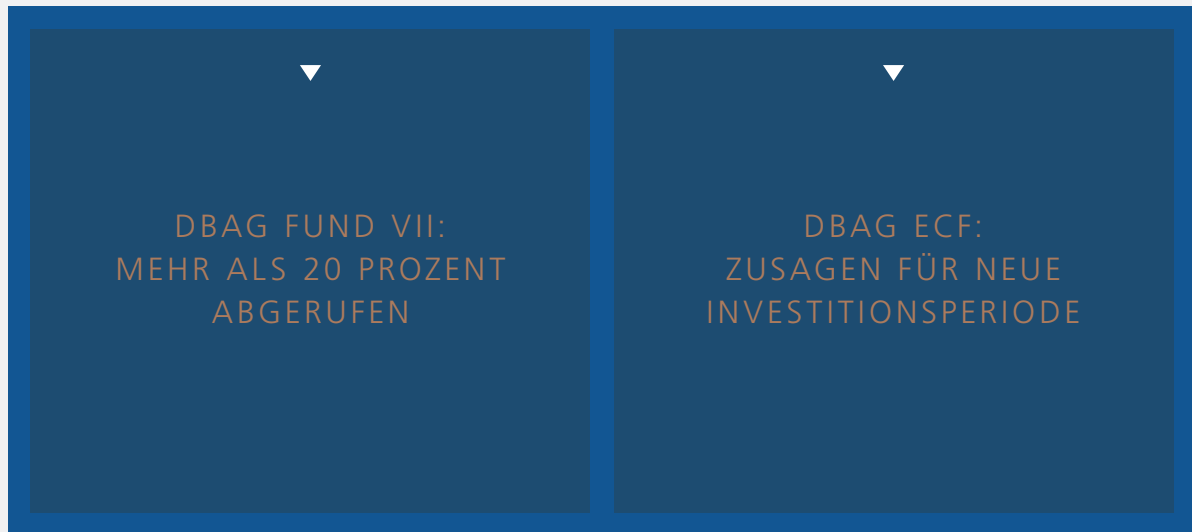 DBAG FUND VII:
MEHR ALS 20 PROZENT
ABGERUFEN
DBAG ECF:
ZUSAGEN FÜR NEUE
INVESTITIONSPERIODE